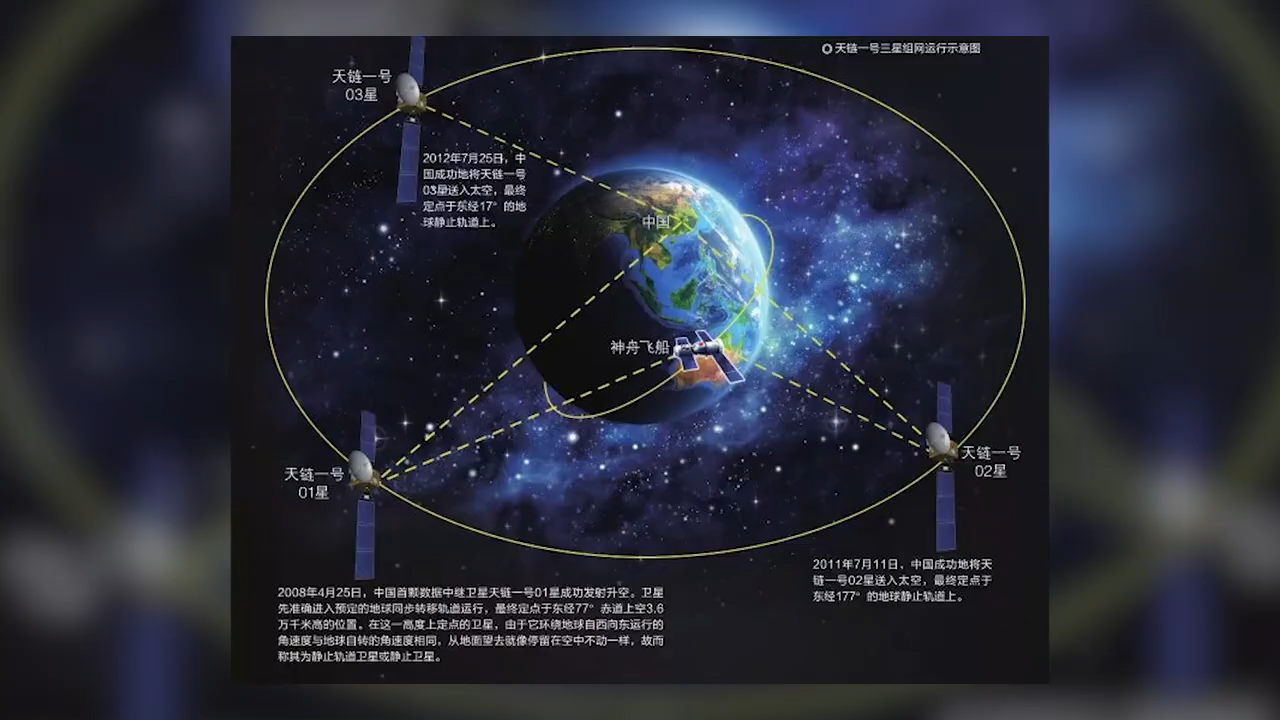 天链一号三星组网运行示意图
天链一号
03星
2012年7月25日，中
国成功地将天链一号
03星送入太空，最终
定点于东经17°的地
球静止轨道上。
中国
神舟飞船
天链一号
01星
天链一号
02星
2011年7月11日，中国成功地将天
链一号02星送入太空，最终定点于
东经177°的地球静止轨道上。
2008年4月25日，中国首颗数据中继卫星天链一号01星成功发射升空。卫星
先准确进入预定的地球同步转移轨道运行，最终定点于东经77°赤道上空3.6
万千米高的位置。在这一高度上定点的卫星，由于它环绕地球自西向东运行的
角速度与地球自转的角速度相同，从地面望去就像停留在空中不动一样，故而
称其为静止轨道卫星或静止卫星。